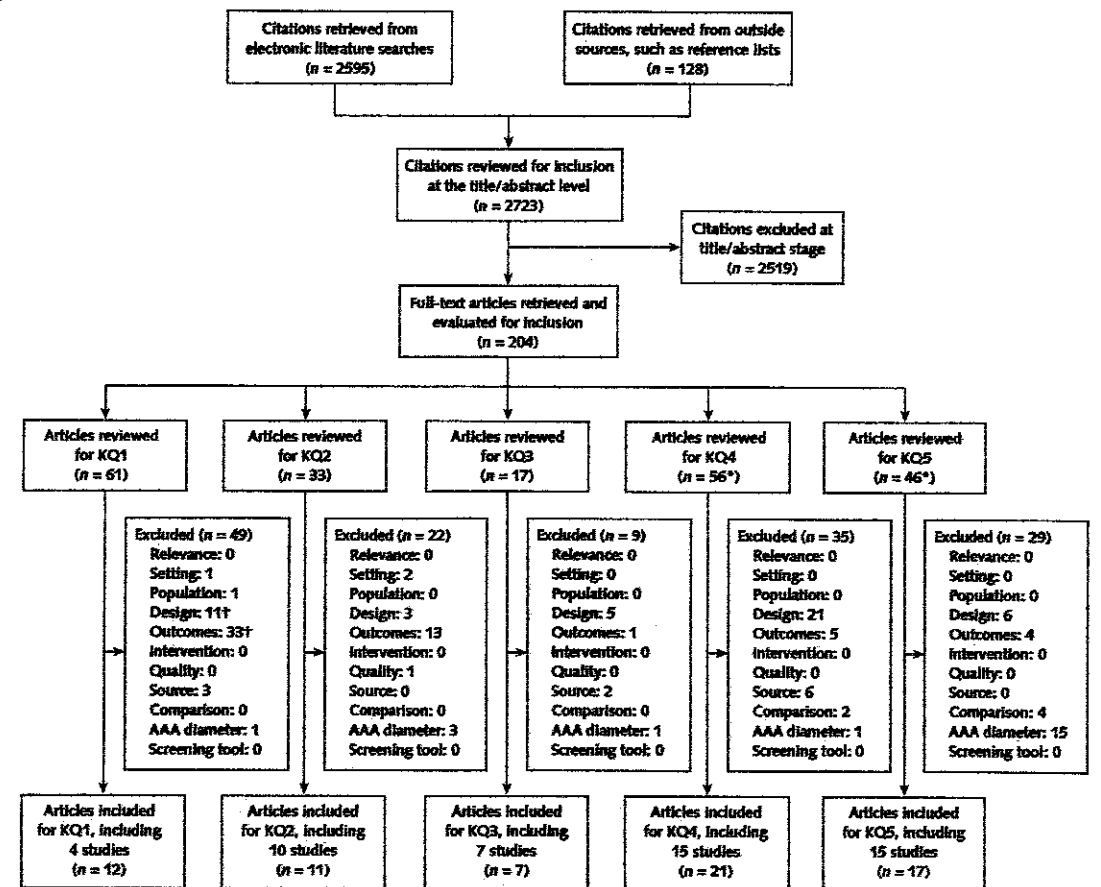 Citations retrieved from
electronic literature searches
(n = 2595)
Citations retrieved from outside
sources, such as reference lists
(n = 128)
Citations reviewed for inclusion
at the title/abstract level
(n = 2723)
Citations excluded at
title/abstract stage
(n = 2519)
Full-text articles retrieved and
evaluated for inclusion
(n = 204)
Articles reviewed
for KQ1
(n = 61)
Articles reviewed
for KQ2
(n = 33)
Articles reviewed
for KQ3
(n = 17)
Articles reviewed
for KQ4
(n = 56*)
Articles reviewed
for KQ5
(n = 46*)
Excluded (n = 49)
Relevance: 0
Setting: 1
Population: 1
Design: 11†
Outcomes: 33†
Intervention: 0
Quality: 0
Source: 3
Comparison: 0
AAA diameter: 1
Screening tool: 0
Excluded (n = 22)
Relevance: 0
Setting: 2
Population: 0
Design: 3
Outcomes: 13
Intervention: 0
Quality: 1
Source: 0
Comparison: 0
AAA diameter: 3
Screening tool: 0
Excluded (n = 9)
Relevance: 0
Setting: 0
Population: 0
Design: 5
Outcomes: 1
Intervention: 0
Quality: 0
Source: 2
Comparison: 0
AAA diameter: 1
Screening tool: 0
Excluded (n = 35)
Relevance: 0
Setting: 0
Population: 0
Design: 21
Outcomes: 5
Intervention: 0
Quality: 0
Source: 6
Comparison: 2
AAA diameter: 1
Screening tool: 0
Excluded (n = 29)
Relevance: 0
Setting: 0
Population: 0
Design: 6
Outcomes: 4
Intervention: 0
Quality: 0
Source: 0
Comparison: 4
AAA diameter: 15
Screening tool: 0
Articles included
for KQ1, including
4 studies
(n = 12)
Articles included
for KQ2, including
10 studies
(n = 11)
Articles included
for KQ3, including
7 studies
(n = 7)
Articles included
for KQ4, including
15 studies
(n = 21)
Articles included
for KQ5, including
15 studies
(n = 17)